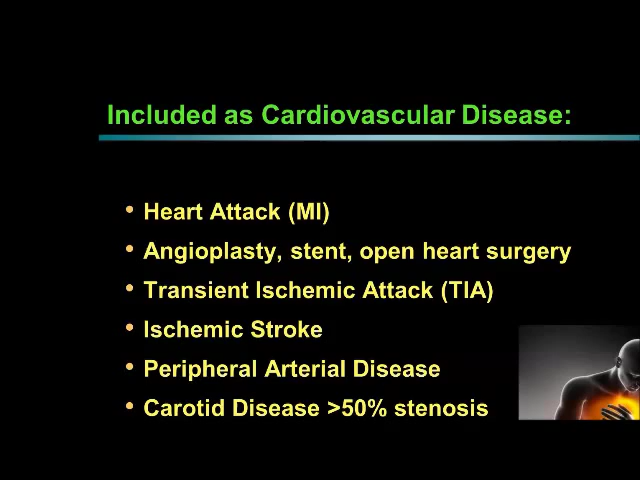 Included as Cardiovascular Disease:
• Heart Attack (MI)
• Angioplasty, stent, open heart surgery
• Transient Ischemic Attack (TIA)
• Ischemic Stroke
• Peripheral Arterial Disease
• Carotid Disease >50% stenosis